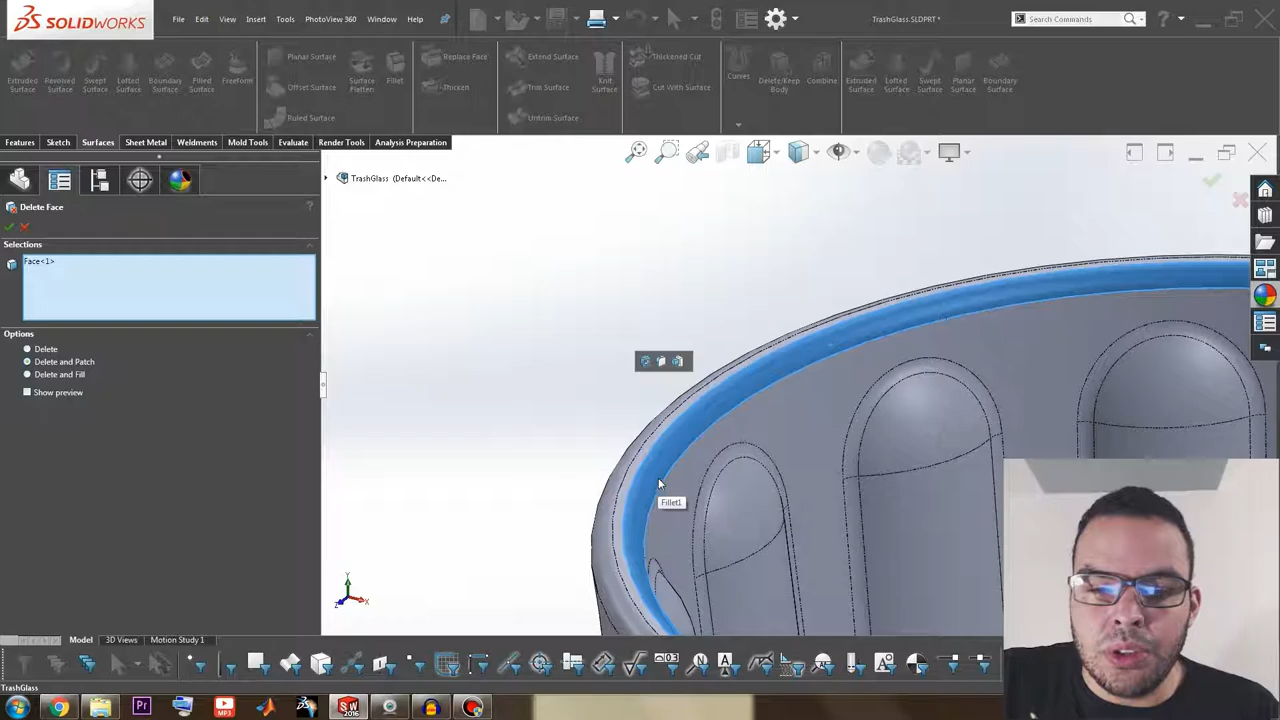 SOLIDWORKS
File Edit View Insert Tools PhotoView 360 Window Help
TrashGlass.SLDPRT *
Search Commands
Extruded Surface
Revolved Surface
Swept Surface
Lofted Surface
Boundary Surface
Filled Surface
Freeform
Planar Surface
Offset Surface
Ruled Surface
Surface Flatten
Fillet
Replace Face
Thicken
Extend Surface
Trim Surface
Untrim Surface
Knit Surface
Thickened Cut
Cut With Surface
Curves
Delete/Keep Body
Combine
Extruded Surface
Lofted Surface
Swept Surface
Planar Surface
Boundary Surface
Features Sketch Surfaces Sheet Metal Weldments Mold Tools Evaluate Render Tools Analysis Preparation
TrashGlass (Default<<De...
Delete Face
Selections
Face<1>
Options
Delete
Delete and Patch
Delete and Fill
Show preview
Fillet1
Y
X
Z
Model 3D Views Motion Study 1
TrashGlass
Pr
MP3
SW
2016